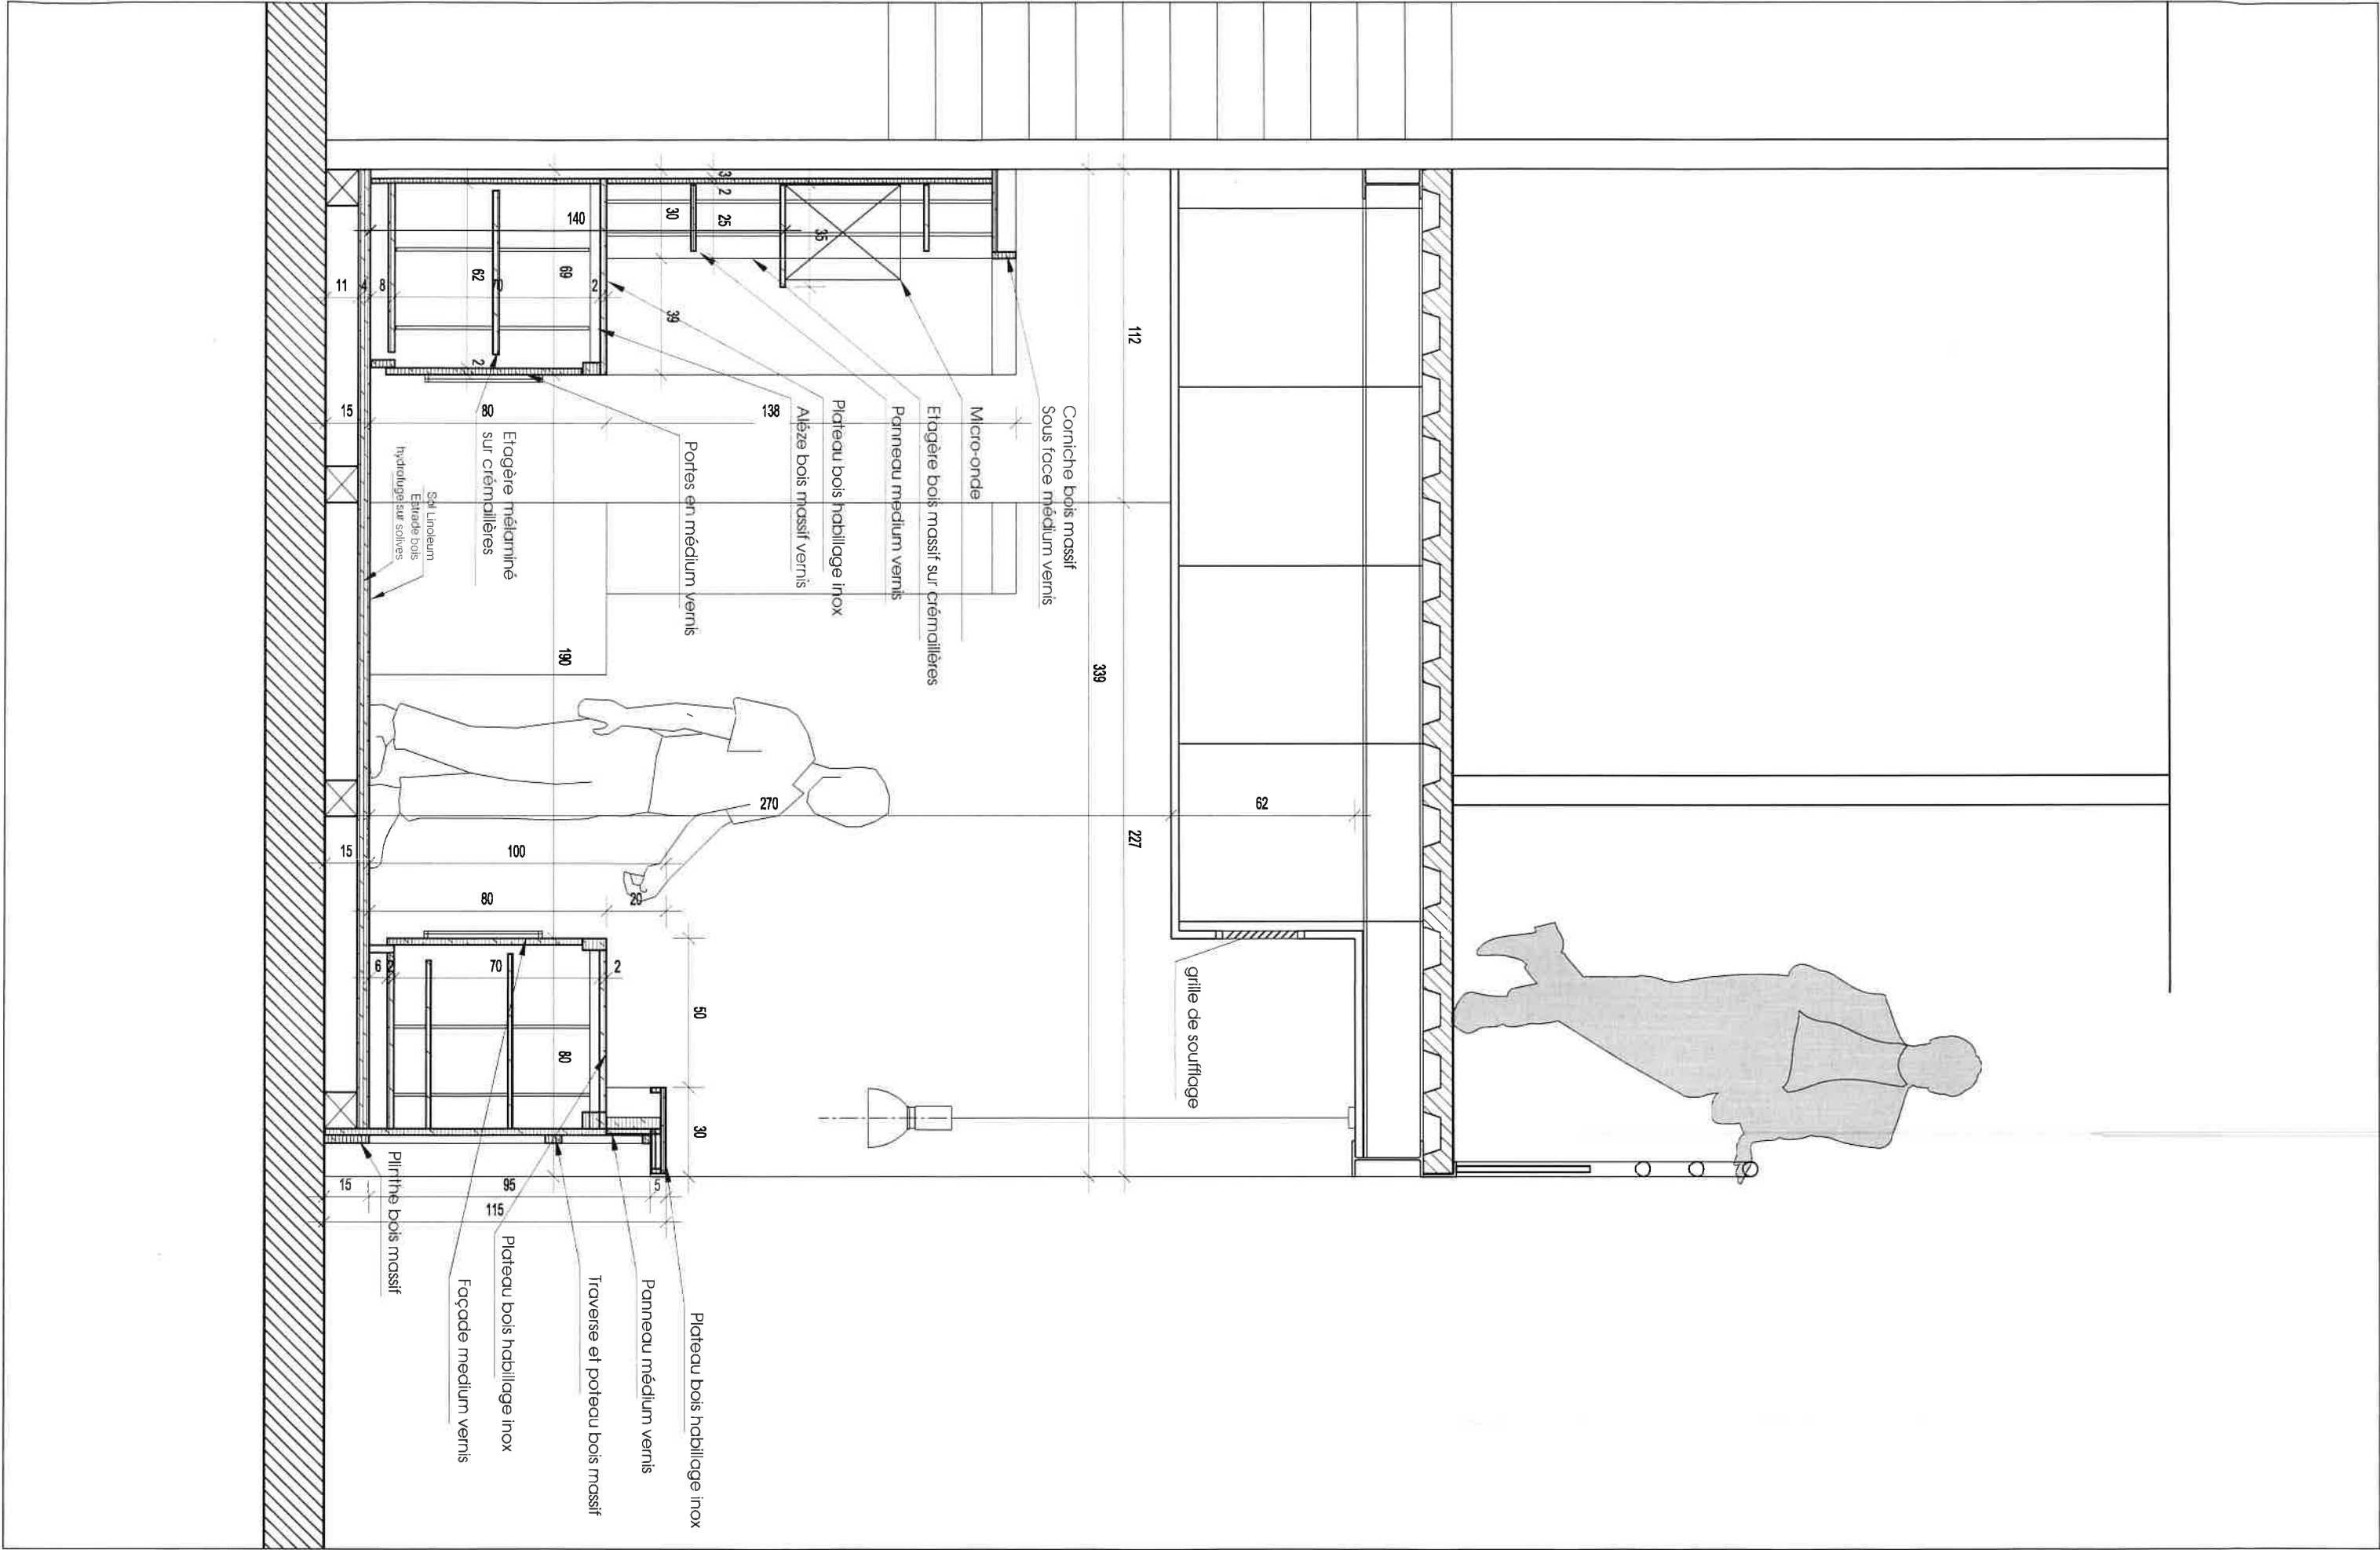 Corniche bois massif
Sous face médium vernis
Micro-onde
Etagère bois massif sur crémaillères
Panneau medium vernis
Plateau bois habillage inox
Alèze bois massif vernis
Portes en médium vernis
Etagère mélaminé
sur crémaillères
Sol Linoleum
Estrade bois
hydrofuge sur solives
grille de soufflage
Plateau bois habillage inox
Panneau médium vernis
Traverse et poteau bois massif
Plateau bois habillage inox
Façade medium vernis
Plinthe bois massif
112
227
339
3
2
25
30
39
35
140
69
62
70
2
2
11
4
8
15
80
138
190
270
62
15
100
80
20
6
2
70
2
80
50
30
15
95
5
115